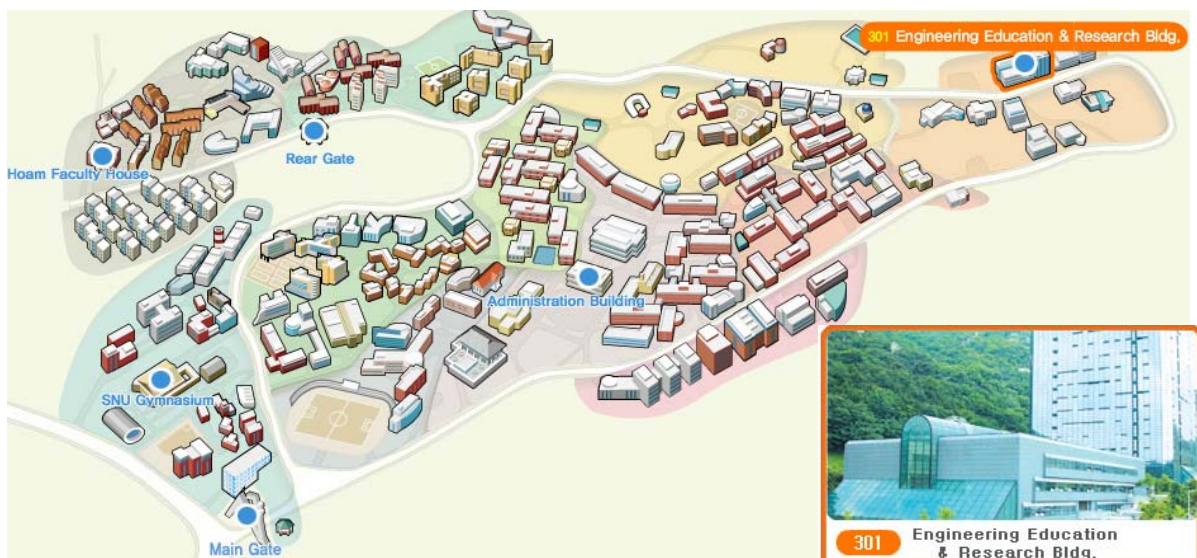 301 Engineering Education & Research Bldg.
Rear Gate
Hoam Faculty House
Administration Building
SNU Gymnasium
Main Gate
301 Engineering Education
& Research Bldg.